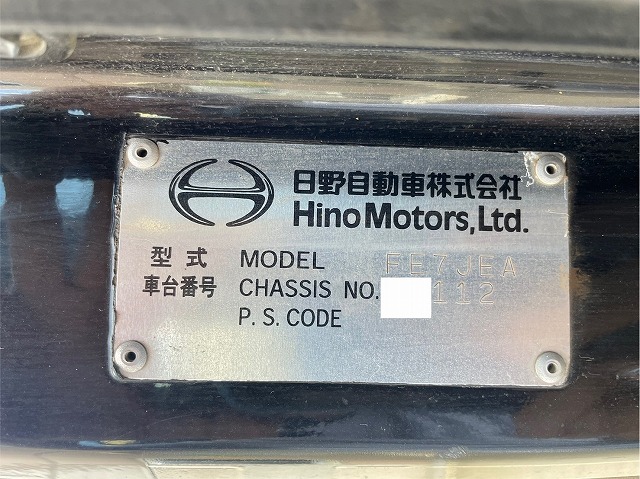 日野自動車株式会社
Hino Motors, Ltd.
型式 MODEL FE7JEA
車台番号 CHASSIS NO. 112
P.S. CODE